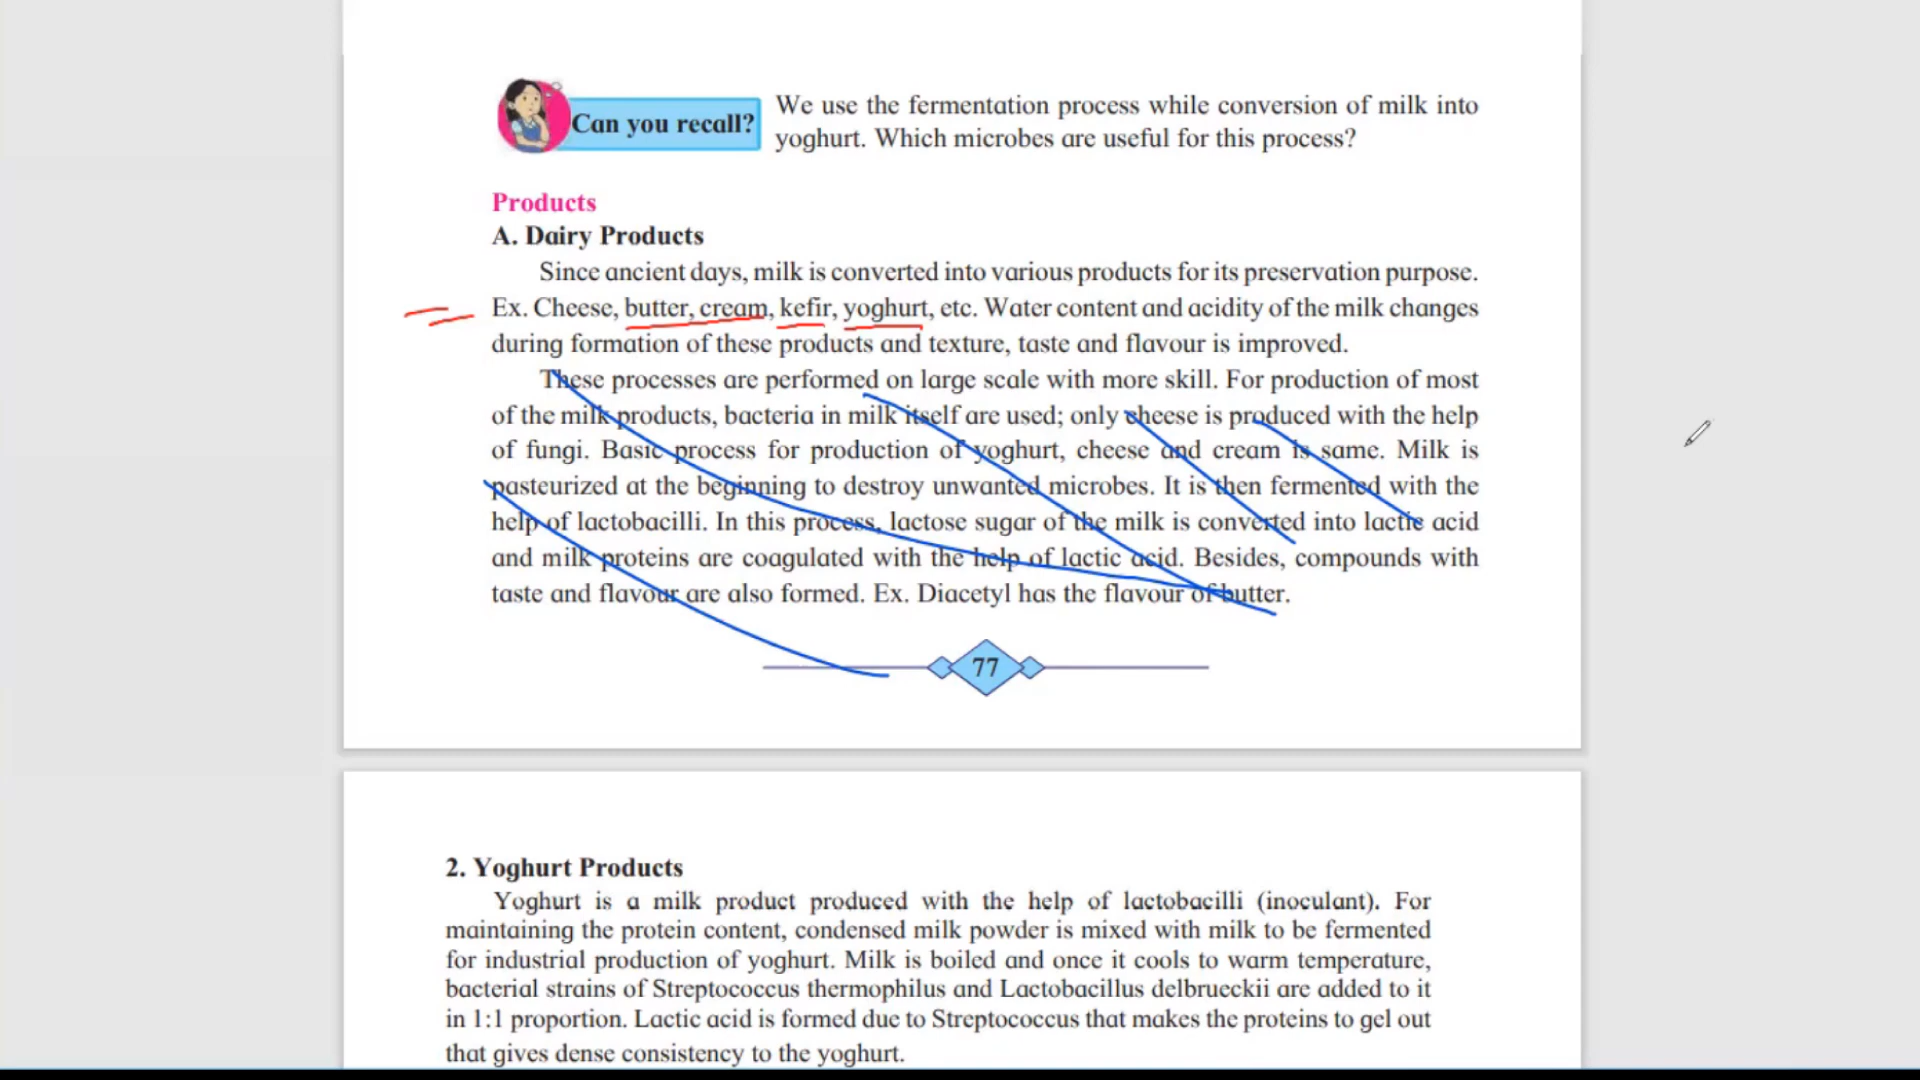 Can you recall?
We use the fermentation process while conversion of milk into
yoghurt. Which microbes are useful for this process?
Products
A. Dairy Products
Since ancient days, milk is converted into various products for its preservation purpose.
Ex. Cheese, butter, cream, kefir, yoghurt, etc. Water content and acidity of the milk changes
during formation of these products and texture, taste and flavour is improved.
These processes are performed on large scale with more skill. For production of most
of the milk products, bacteria in milk itself are used; only cheese is produced with the help
of fungi. Basic process for production of yoghurt, cheese and cream is same. Milk is
pasteurized at the beginning to destroy unwanted microbes. It is then fermented with the
help of lactobacilli. In this process, lactose sugar of the milk is converted into lactic acid
and milk proteins are coagulated with the help of lactic acid. Besides, compounds with
taste and flavour are also formed. Ex. Diacetyl has the flavour of butter.
77
2. Yoghurt Products
Yoghurt is a milk product produced with the help of lactobacilli (inoculant). For
maintaining the protein content, condensed milk powder is mixed with milk to be fermented
for industrial production of yoghurt. Milk is boiled and once it cools to warm temperature,
bacterial strains of Streptococcus thermophilus and Lactobacillus delbrueckii are added to it
in 1:1 proportion. Lactic acid is formed due to Streptococcus that makes the proteins to gel out
that gives dense consistency to the yoghurt.